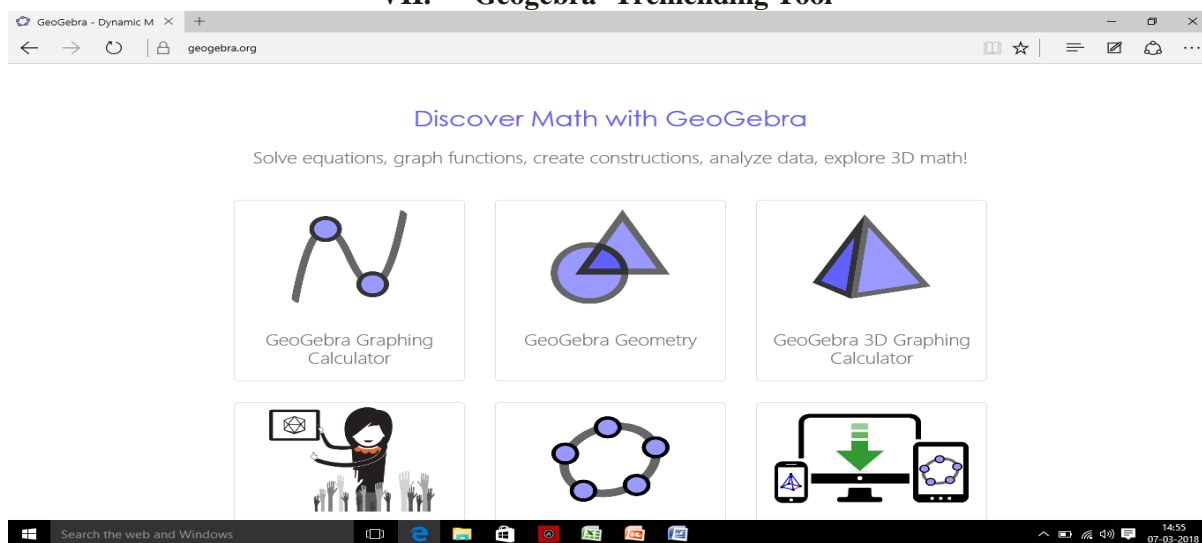 VII. Geogebra- Tremending Tool
GeoGebra - Dynamic M
geogebra.org
Discover Math with GeoGebra
Solve equations, graph functions, create constructions, analyze data, explore 3D math!
GeoGebra Graphing
Calculator
GeoGebra Geometry
GeoGebra 3D Graphing
Calculator
Search the web and Windows
14:55
07-03-2018